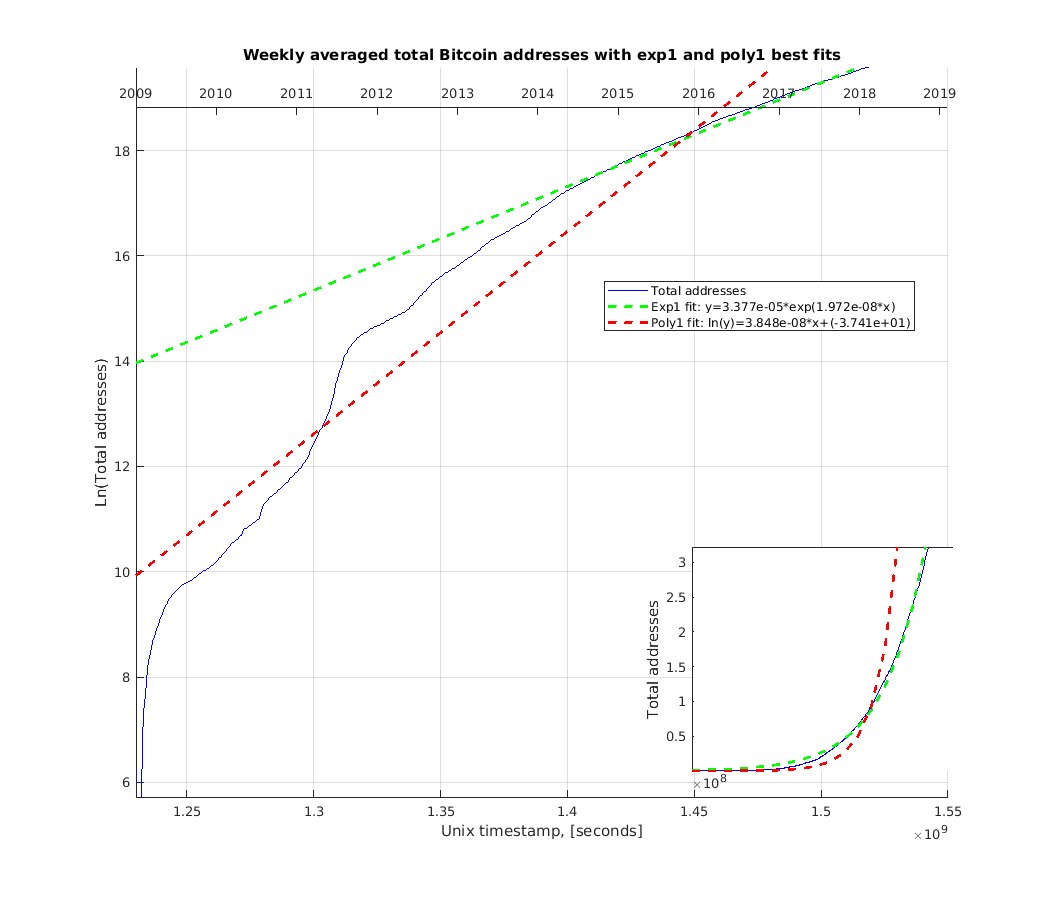 Weekly averaged total Bitcoin addresses with exp1 and poly1 best fits
2009 2010 2011 2012 2013 2014 2015 2016 2017 2018 2019
18
16
14
12
10
8
6
Ln(Total addresses)
Total addresses
Exp1 fit: y=3.377e-05*exp(1.972e-08*x)
Poly1 fit: ln(y)=3.848e-08*x+(-3.741e+01)
3
2.5
2
1.5
1
0.5
Total addresses
×10^8
1.25 1.3 1.35 1.4 1.45 1.5 1.55
Unix timestamp, [seconds]
×10^9